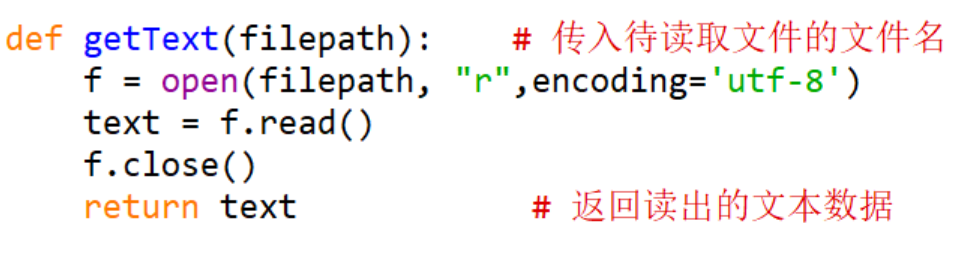 def getText(filepath):    # 传入待读取文件的文件名
    f = open(filepath, "r",encoding='utf-8')
    text = f.read()
    f.close()
    return text            # 返回读出的文本数据